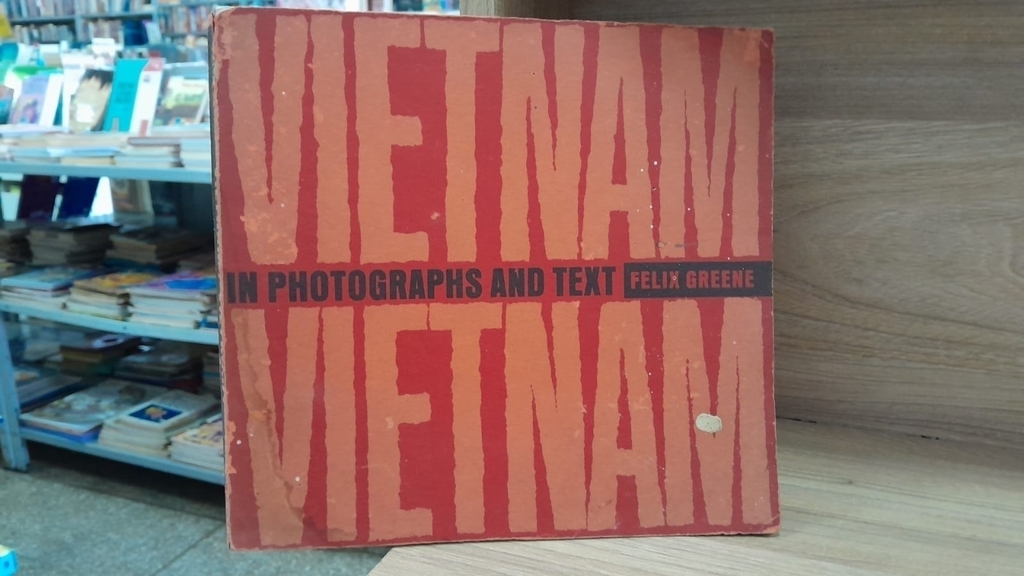 VIETNAM
IN PHOTOGRAPHS AND TEXT FELIX GREENE
VIETNAM